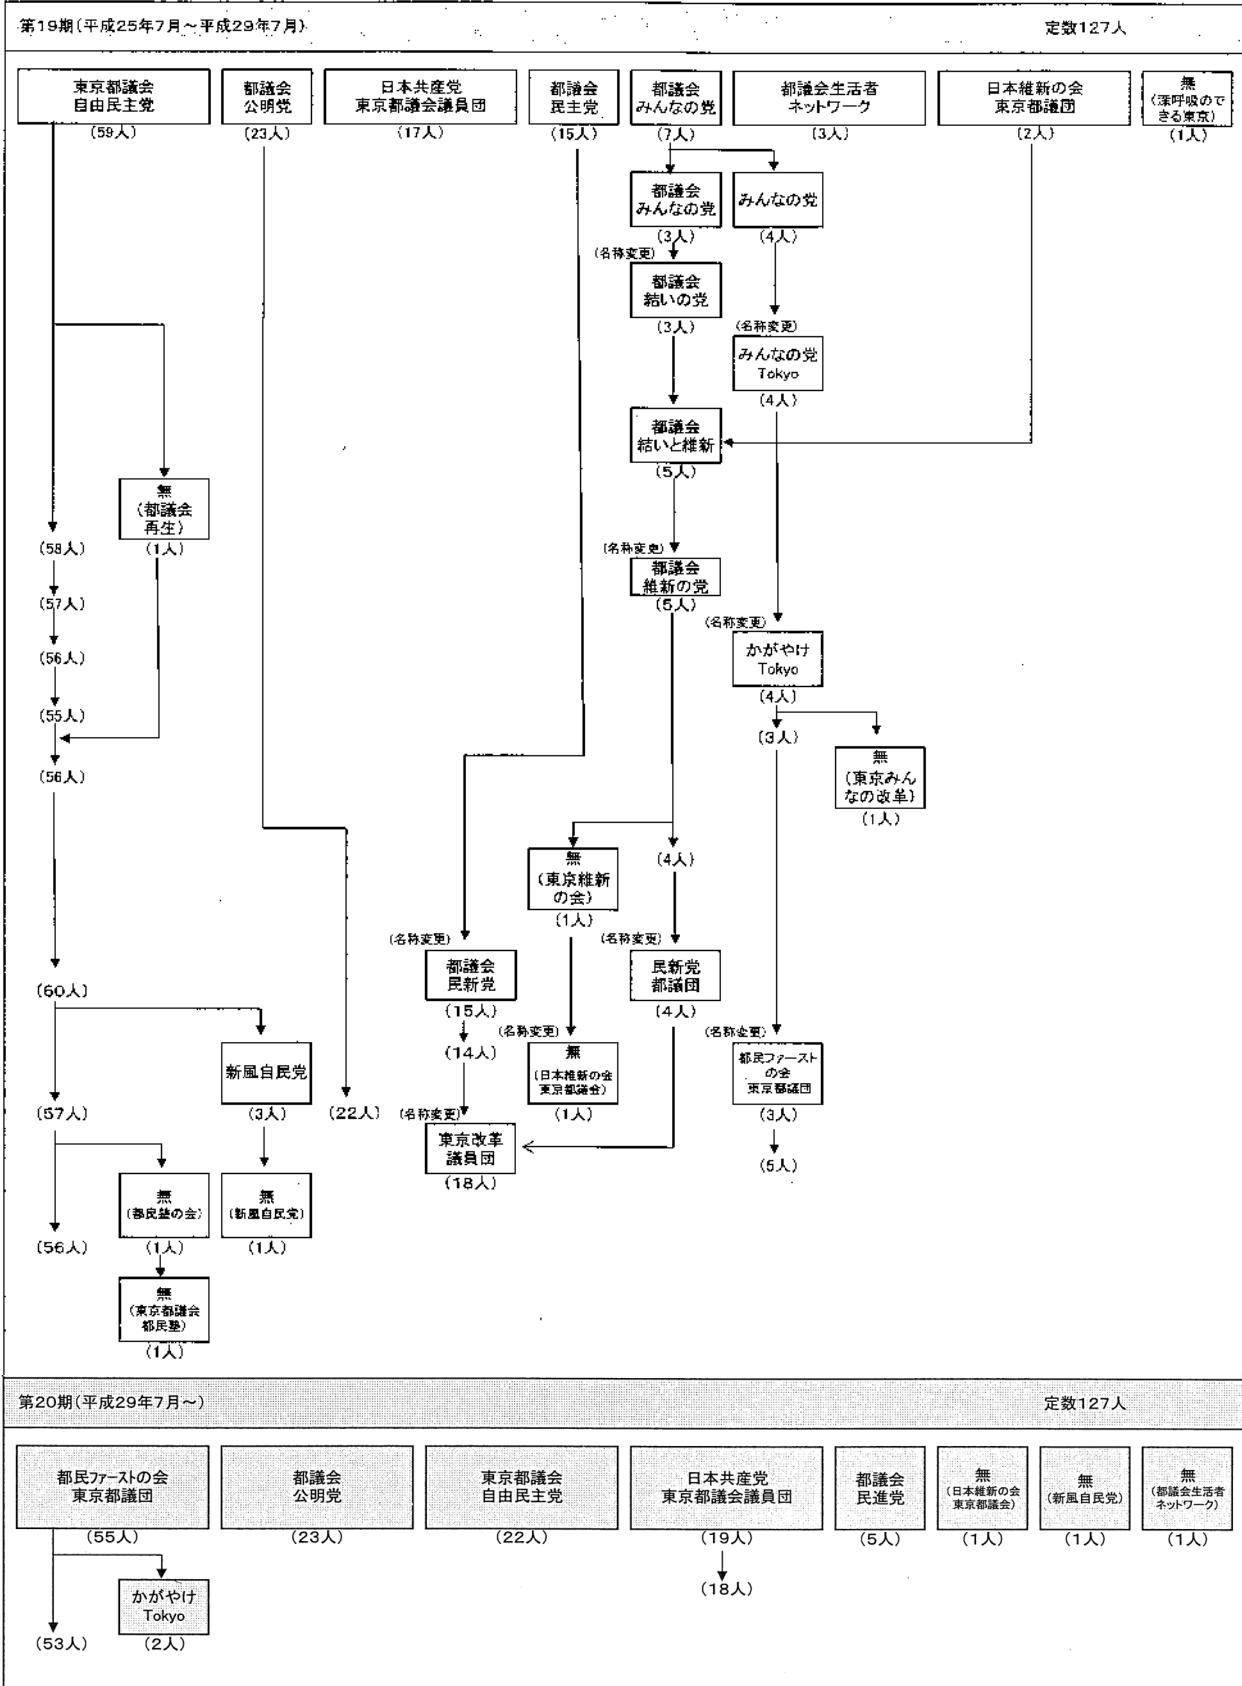 第19期(平成25年7月～平成29年7月)
定数127人
東京都議会
自由民主党
(59人)
都議会
公明党
(23人)
日本共産党
東京都議会議員団
(17人)
都議会
民主党
(15人)
都議会
みんなの党
(7人)
都議会生活者
ネットワーク
(3人)
日本維新の会
東京都議団
(2人)
無
(深呼吸ので
きる東京)
(1人)
都議会
みんなの党
(3人)
みんなの党
(4人)
(名称変更)
都議会
結いの党
(3人)
(名称変更)
みんなの党
Tokyo
(4人)
都議会
結いと維新
(5人)
無
(都議会
再生)
(1人)
(58人)
(57人)
(56人)
(55人)
(56人)
(名称変更)
都議会
維新の党
(5人)
(名称変更)
かがやけ
Tokyo
(4人)
(3人)
無
(東京みん
なの改革)
(1人)
無
(東京維新
の会)
(1人)
(4人)
(名称変更)
都議会
民新党
(15人)
(14人)
(名称変更)
民新党
都議団
(4人)
(60人)
新風自民党
(3人)
(57人)
(22人)
(名称変更)
無
(日本維新の会
東京都議会)
(1人)
(名称変更)
都民ファースト
の会
東京都議団
(3人)
(5人)
(名称変更)
東京改革
議員団
(18人)
無
(都民塾の会)
(1人)
無
(新風自民党)
(1人)
(56人)
無
(東京都議会
都民塾)
(1人)
第20期(平成29年7月～)
定数127人
都民ファーストの会
東京都議団
(55人)
都議会
公明党
(23人)
東京都議会
自由民主党
(22人)
日本共産党
東京都議会議員団
(19人)
都議会
民進党
(5人)
無
(日本維新の会
東京都議会)
(1人)
無
(新風自民党)
(1人)
無
(都議会生活者
ネットワーク)
(1人)
かがやけ
Tokyo
(2人)
(53人)
(18人)